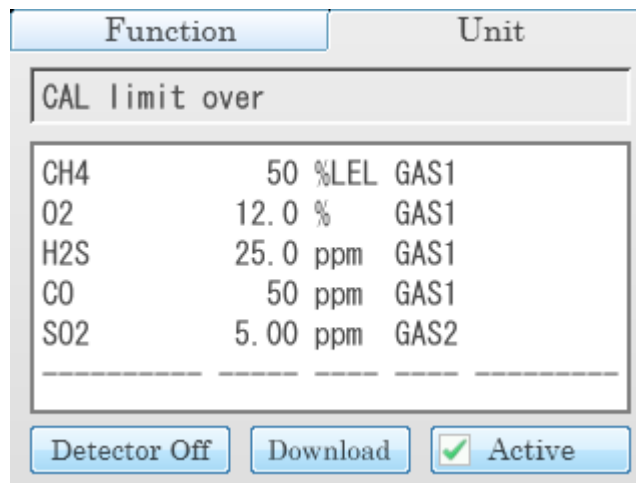 Function Unit
CAL limit over
CH4 50 %LEL GAS1
O2 12.0 % GAS1
H2S 25.0 ppm GAS1
CO 50 ppm GAS1
SO2 5.00 ppm GAS2
---------- ----- ---- ---- ---------
Detector Off Download Active